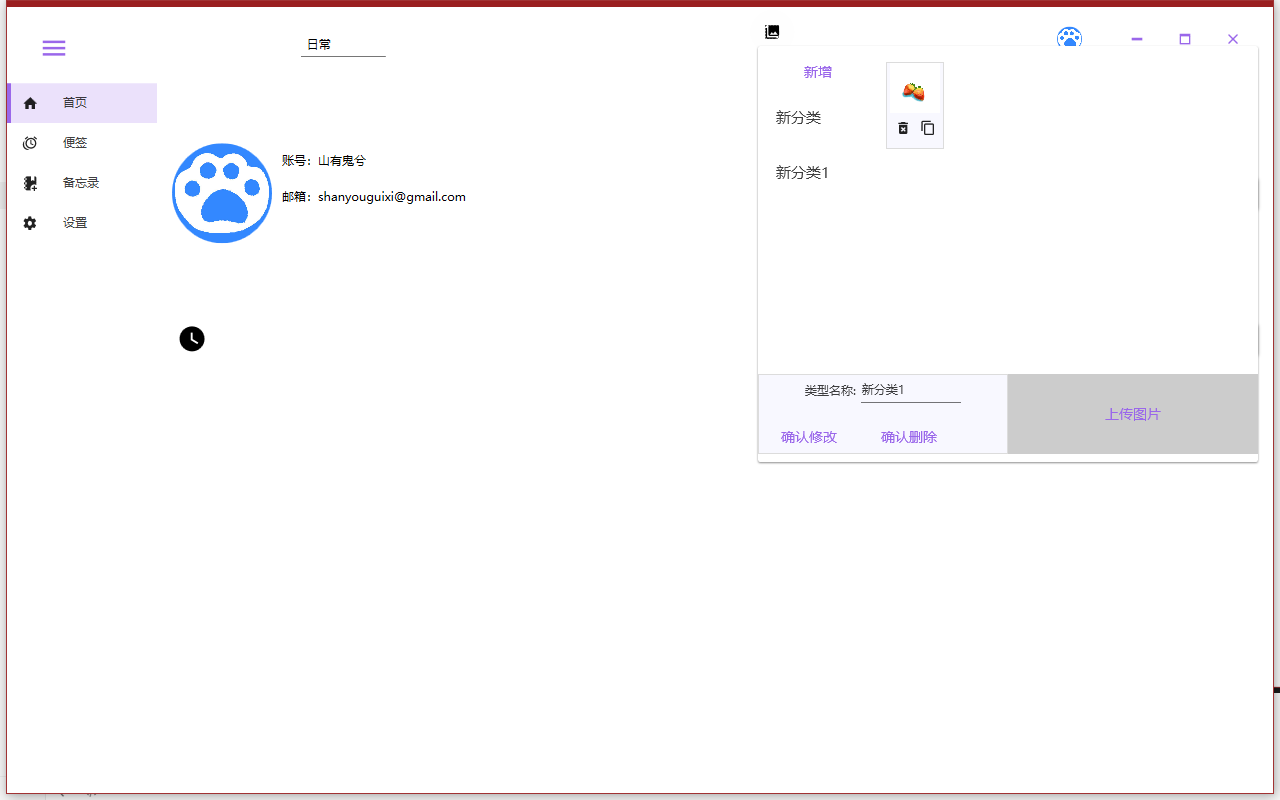 日常
首页
便签
备忘录
设置
账号：山有鬼兮
邮箱：shanyouguixi@gmail.com
新增
新分类
新分类1
类型名称: 新分类1
确认修改
确认删除
上传图片